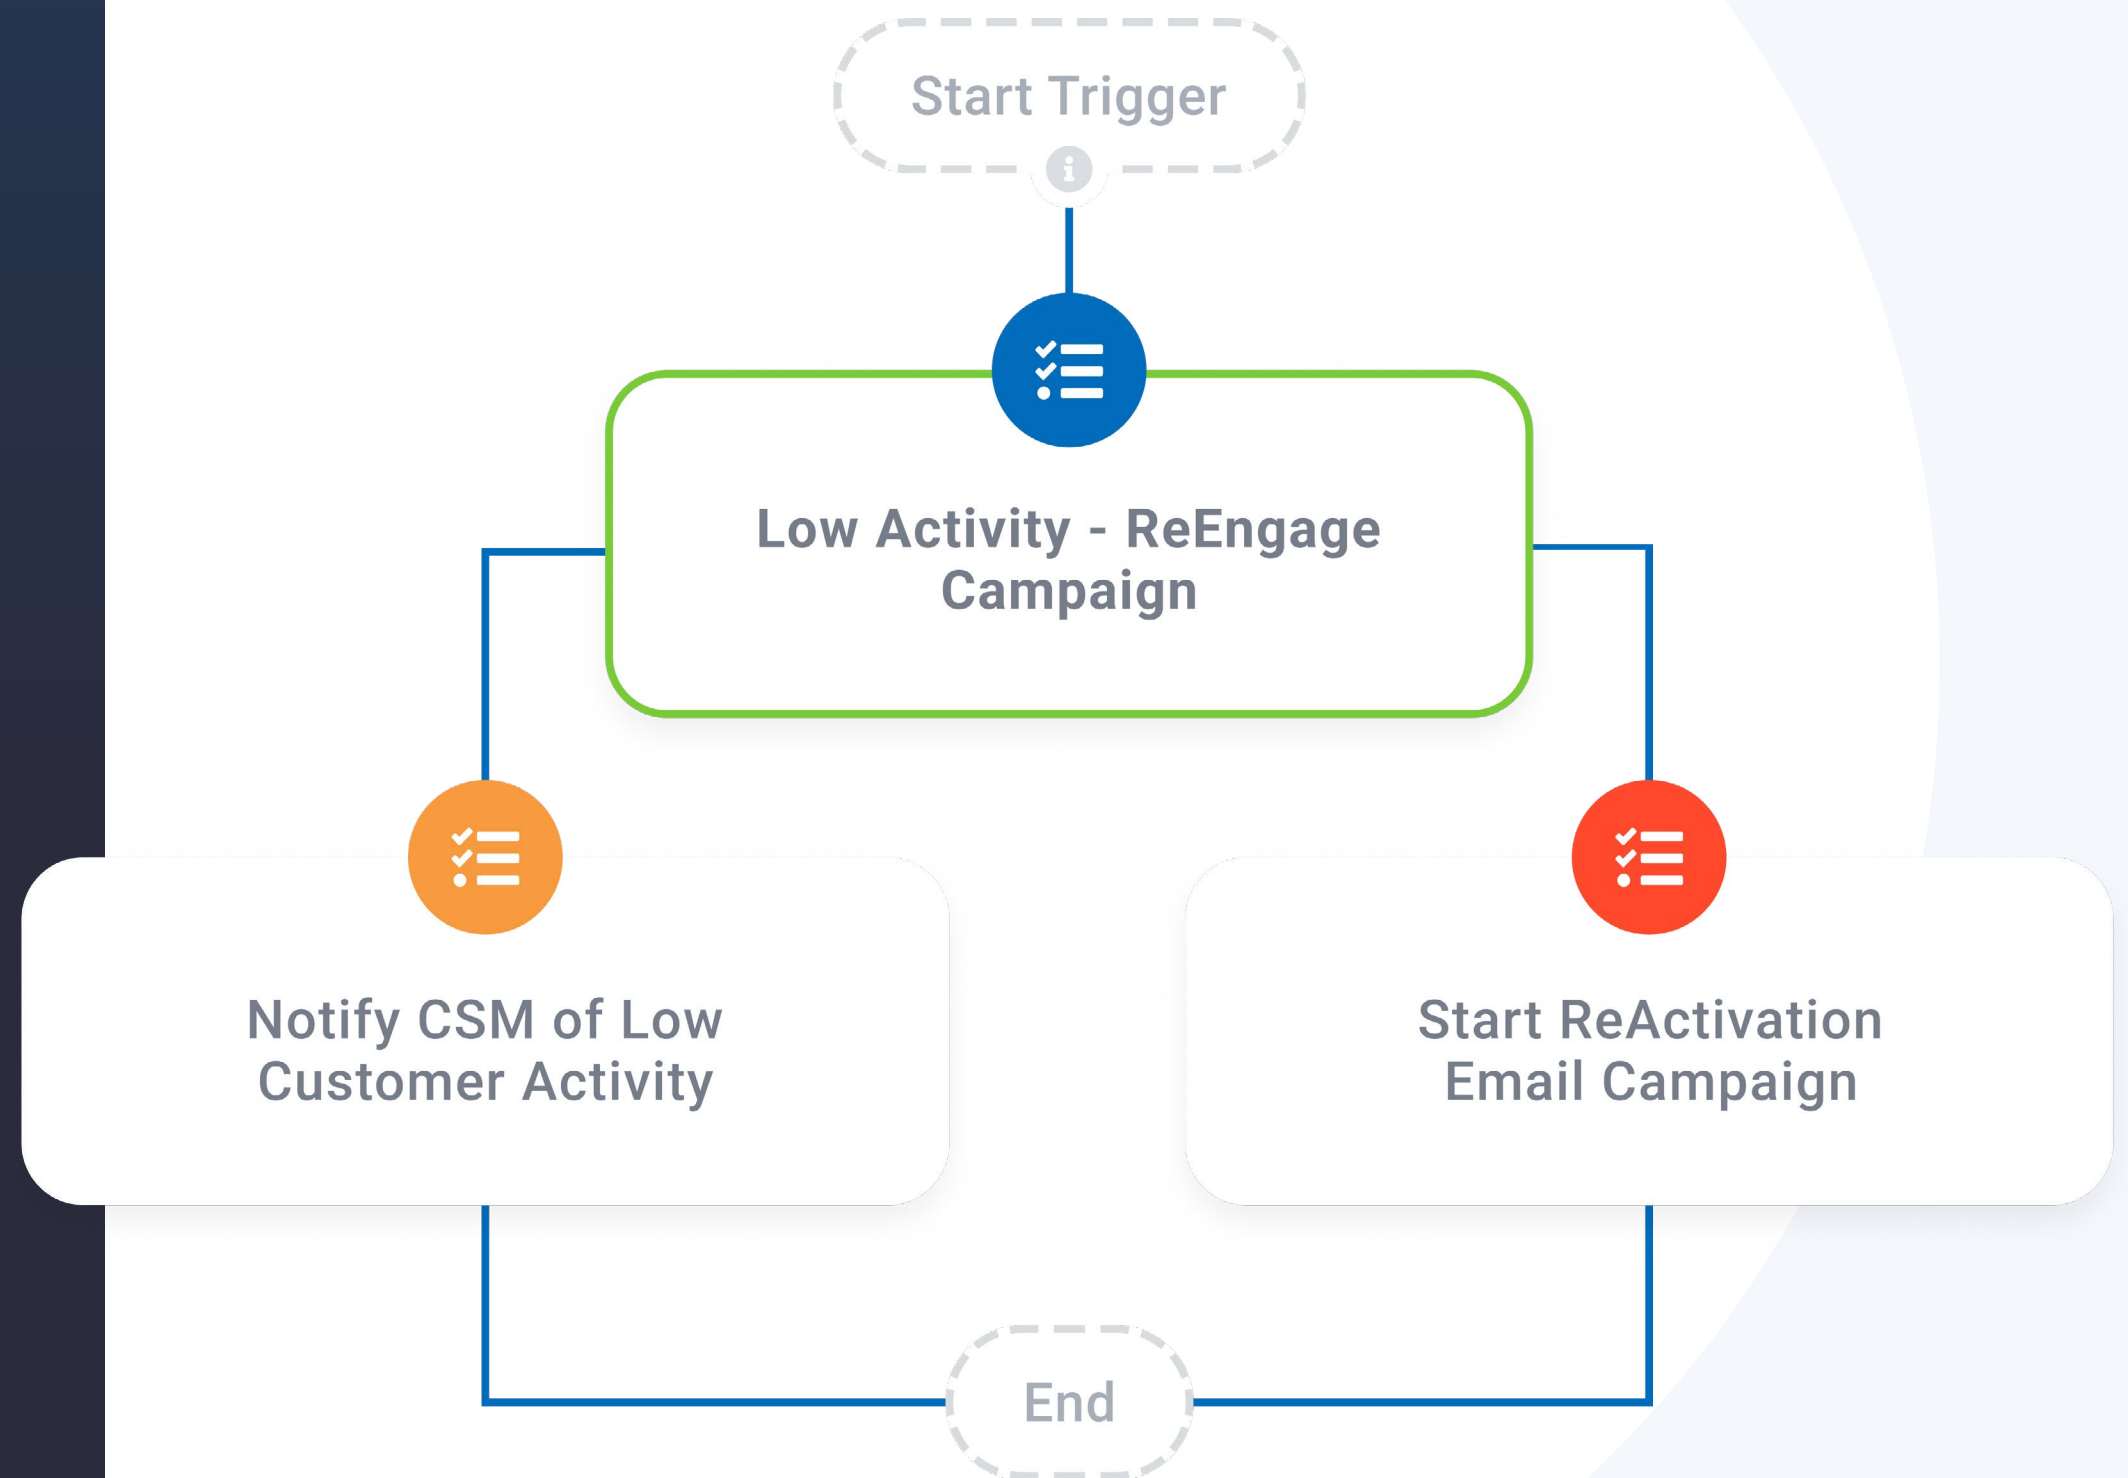 Start Trigger
Low Activity - ReEngage
Campaign
Notify CSM of Low
Customer Activity
Start ReActivation
Email Campaign
End